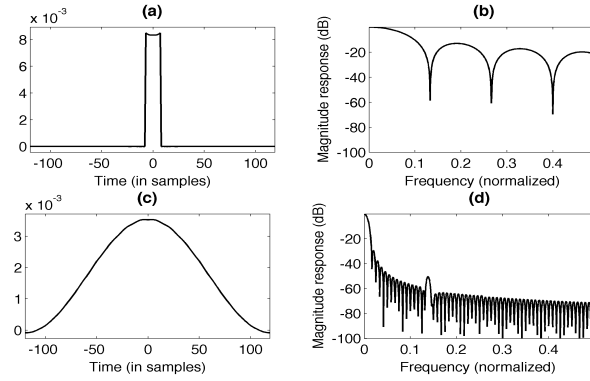 (a)
x 10⁻³
8
6
4
2
0
-100 -50 0 50 100
Time (in samples)
(b)
Magnitude response (dB)
-20
-40
-60
-80
-100
0 0.1 0.2 0.3 0.4
Frequency (normalized)
(c)
x 10⁻³
3
2
1
0
-100 -50 0 50 100
Time (in samples)
(d)
Magnitude response (dB)
-20
-40
-60
-80
-100
0 0.1 0.2 0.3 0.4
Frequency (normalized)